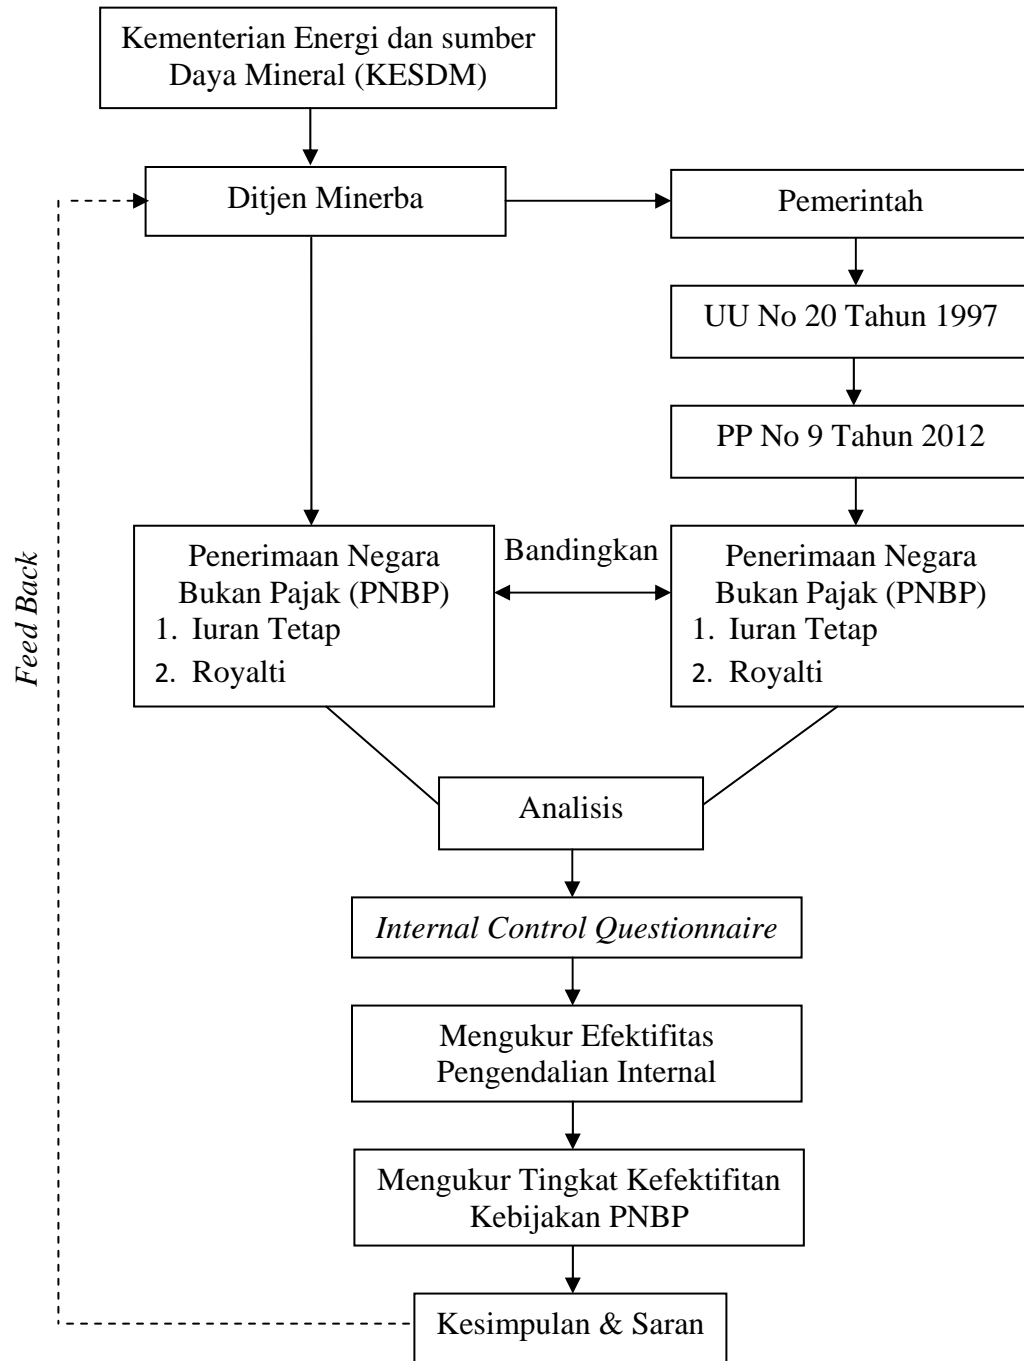 Kementerian Energi dan sumber
Daya Mineral (KESDM)
Ditjen Minerba
Pemerintah
UU No 20 Tahun 1997
PP No 9 Tahun 2012
Feed Back
Penerimaan Negara
Bukan Pajak (PNBP)
1. Iuran Tetap
2. Royalti
Bandingkan
Penerimaan Negara
Bukan Pajak (PNBP)
1. Iuran Tetap
2. Royalti
Analisis
Internal Control Questionnaire
Mengukur Efektifitas
Pengendalian Internal
Mengukur Tingkat Kefektifitan
Kebijakan PNBP
Kesimpulan & Saran